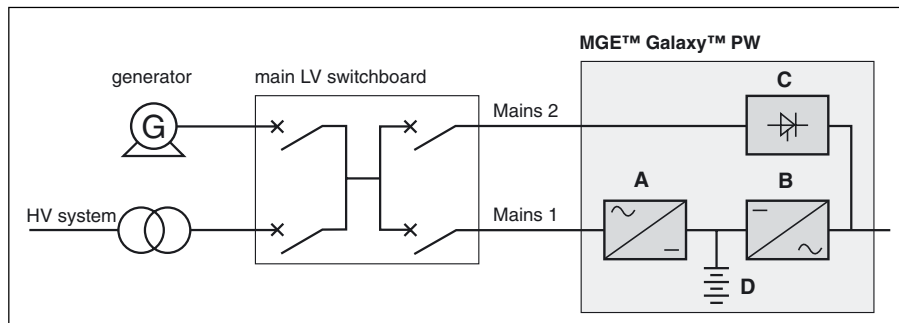 MGE™ Galaxy™ PW
generator
main LV switchboard
C
G
Mains 2
A
B
HV system
Mains 1
D